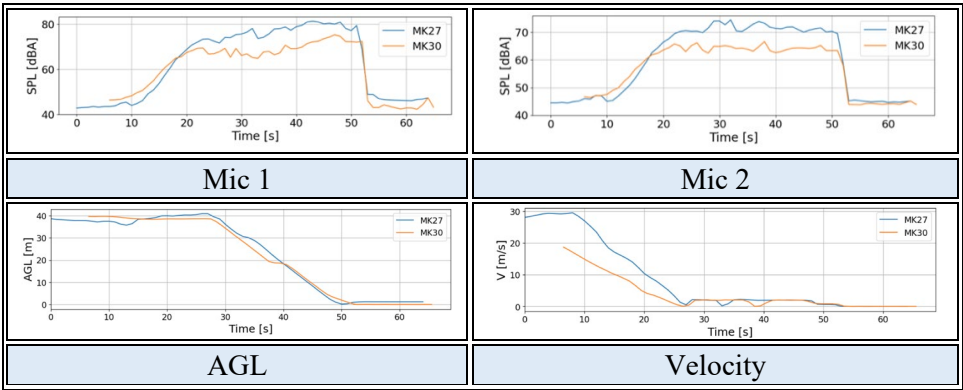 80
60
40
SPL [dBA]
MK27
MK30
0 10 20 30 40 50 60
Time [s]
70
60
50
40
SPL [dBA]
MK27
MK30
0 10 20 30 40 50 60
Time [s]
Mic 1
Mic 2
40
30
20
10
0
AGL [m]
MK27
MK30
0 10 20 30 40 50 60
Time [s]
30
20
10
0
V [m/s]
MK27
MK30
0 10 20 30 40 50 60
Time [s]
AGL
Velocity